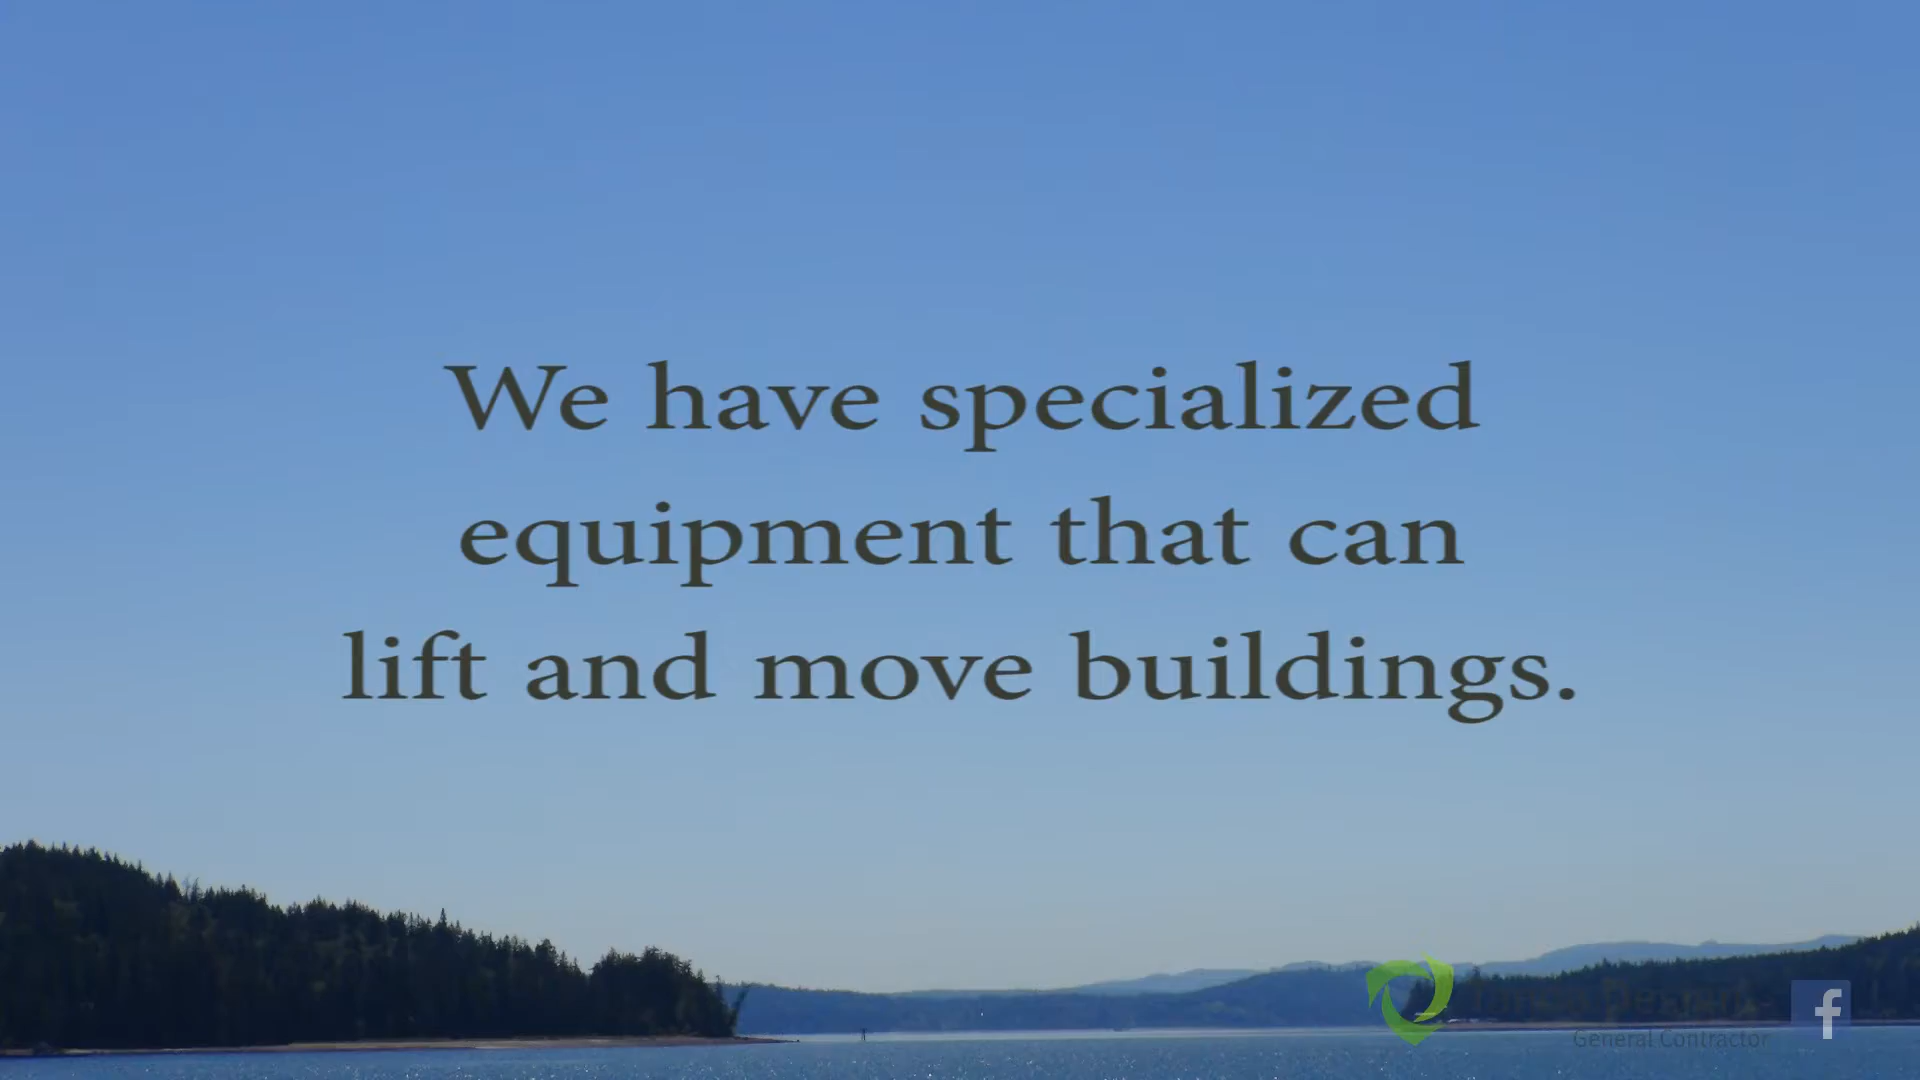 We have specialized
equipment that can
lift and move buildings.
General Contractor